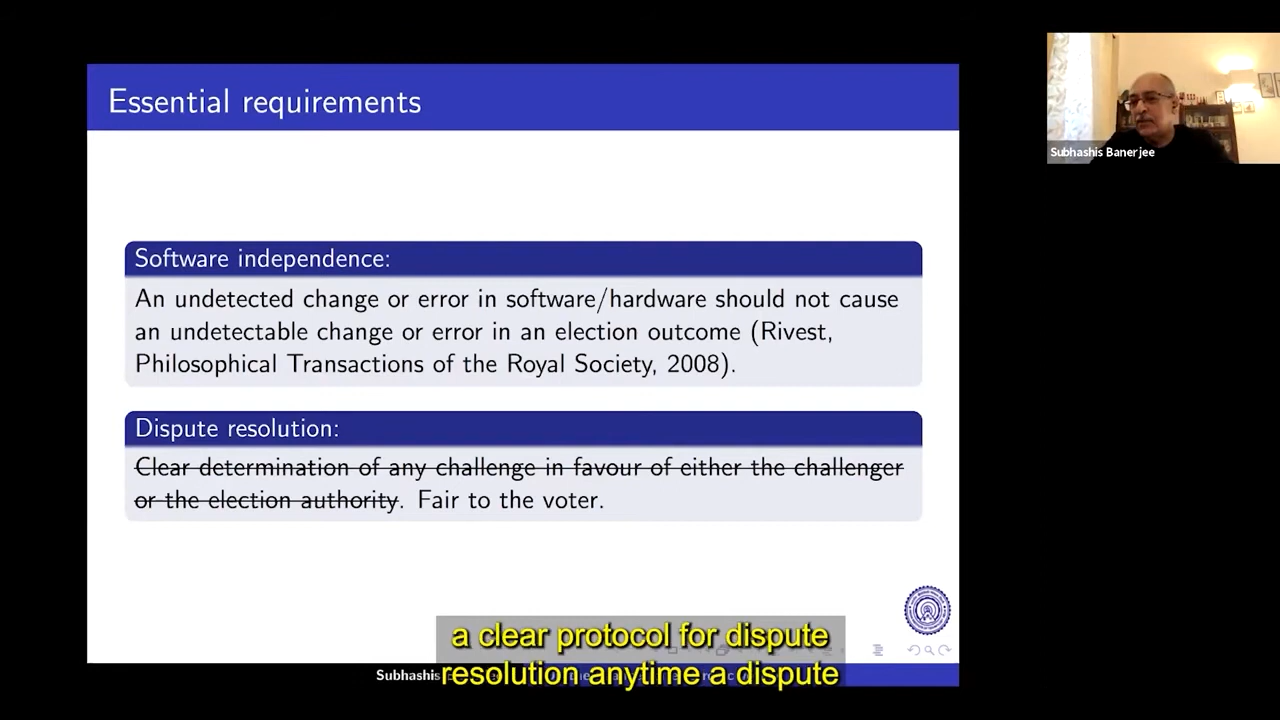 Essential requirements
Subhashis Banerjee
Software independence:
An undetected change or error in software/hardware should not cause
an undetectable change or error in an election outcome (Rivest,
Philosophical Transactions of the Royal Society, 2008).
Dispute resolution:
Clear determination of any challenge in favour of either the challenger
or the election authority. Fair to the voter.
a clear protocol for dispute
resolution anytime a dispute
Subhashis